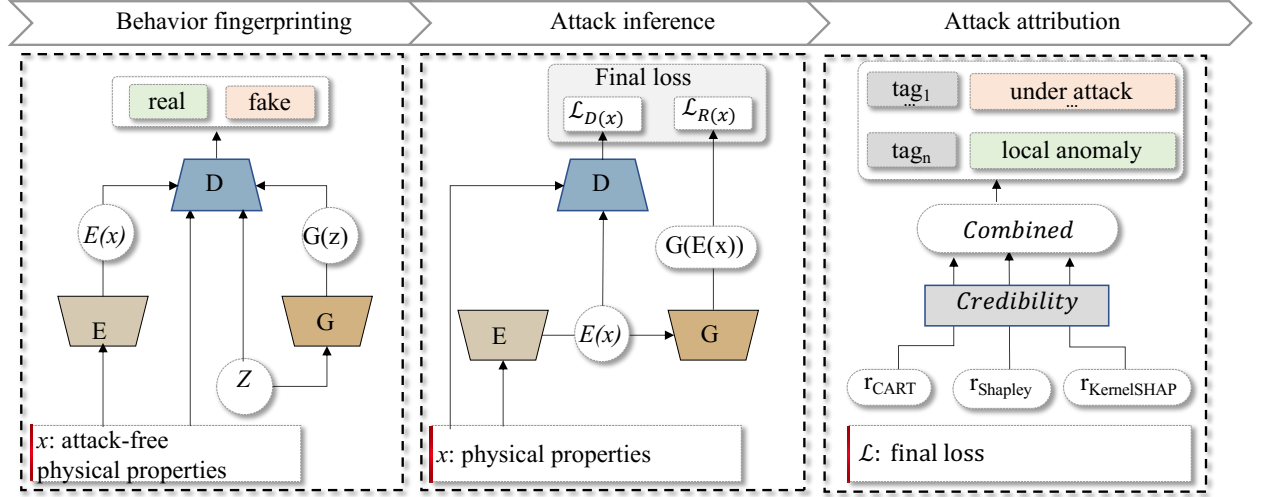 Behavior fingerprinting
Attack inference
Attack attribution
real
fake
D
E(x)
G(z)
E
G
Z
x: attack-free
physical properties
Final loss
ℒD(x)
ℒR(x)
D
G(E(x))
E
E(x)
G
x: physical properties
tag1
under attack
...
...
tagn
local anomaly
Combined
Credibility
rCART
rShapley
rKernelSHAP
ℒ: final loss